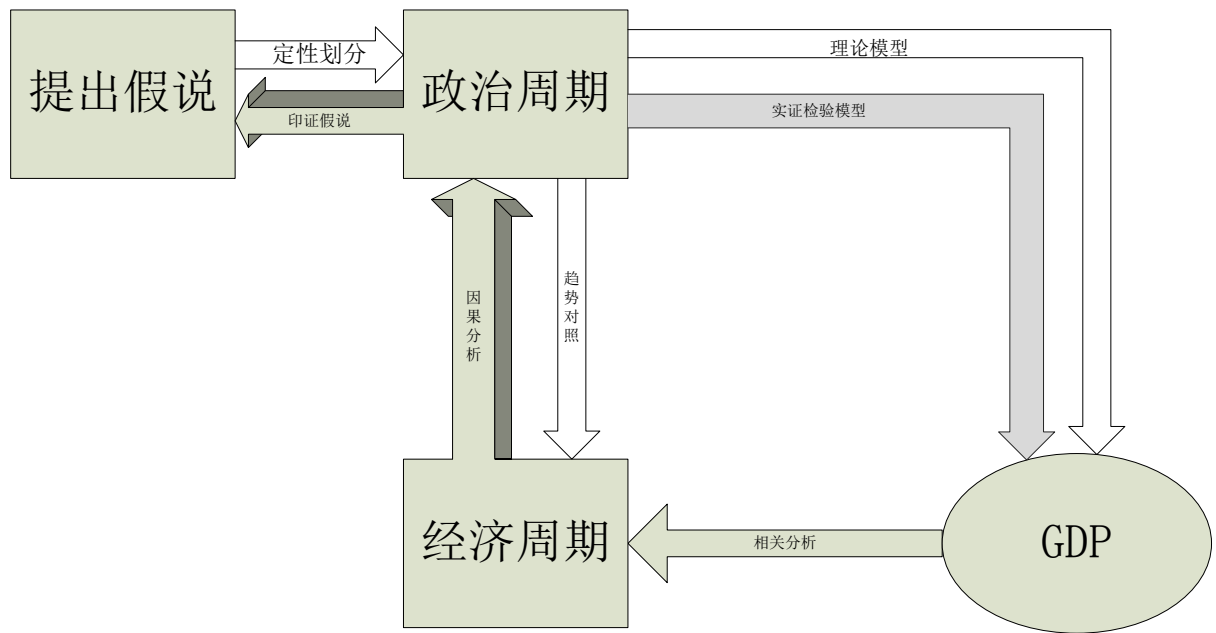 提出假说
定性划分
印证假说
政治周期
理论模型
实证检验模型
因果分析
趋势对照
经济周期
相关分析
GDP